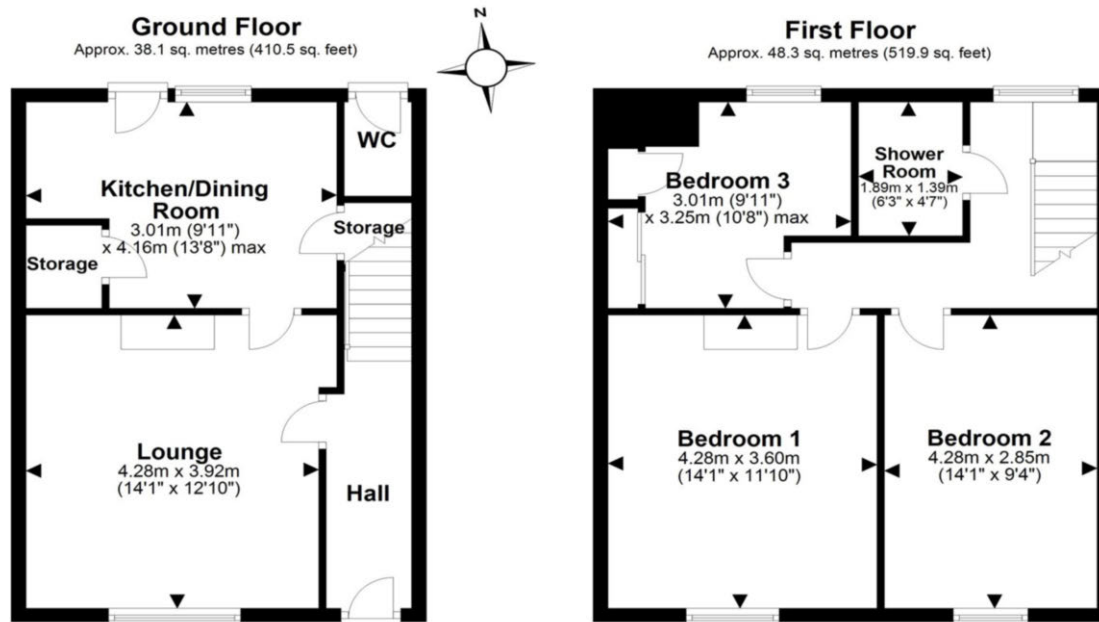 Ground Floor
Approx. 38.1 sq. metres (410.5 sq. feet)
N
WC
Kitchen/Dining
Room
3.01m (9'11")
x 4.16m (13'8") max
Storage
Storage
Lounge
4.28m x 3.92m
(14'1" x 12'10")
Hall
First Floor
Approx. 48.3 sq. metres (519.9 sq. feet)
Bedroom 3
3.01m (9'11")
x 3.25m (10'8") max
Shower
Room
1.89m x 1.39m
(6'3" x 4'7")
Bedroom 1
4.28m x 3.60m
(14'1" x 11'10")
Bedroom 2
4.28m x 2.85m
(14'1" x 9'4")